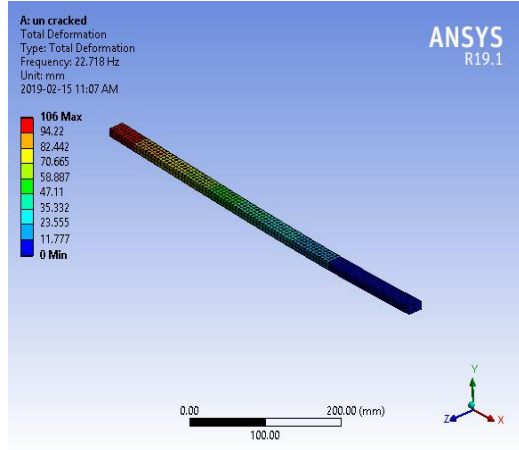 A: un cracked
Total Deformation
Type: Total Deformation
Frequency: 22.718 Hz
Unit: mm
2019-02-15 11:07 AM
ANSYS
R19.1
106 Max
94.22
82.442
70.665
58.887
47.11
35.332
23.555
11.777
0 Min
0.00
200.00 (mm)
100.00
Y
Z
X